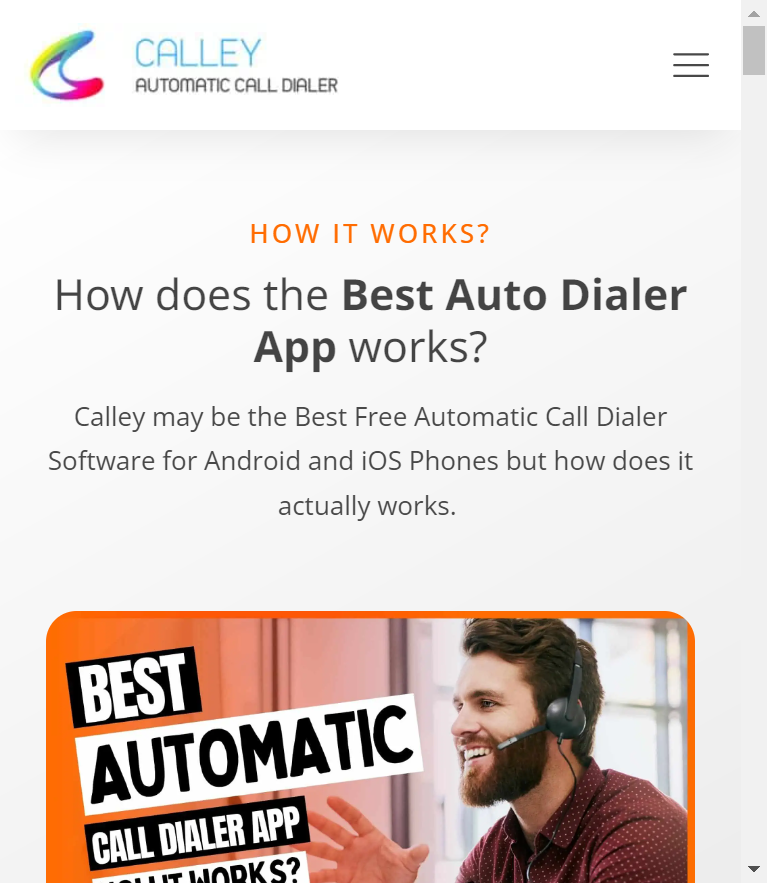 CALLEY
AUTOMATIC CALL DIALER
HOW IT WORKS?
How does the Best Auto Dialer
App works?
Calley may be the Best Free Automatic Call Dialer
Software for Android and iOS Phones but how does it
actually works.
BEST
AUTOMATIC
CALL DIALER APP
IT WORKS?